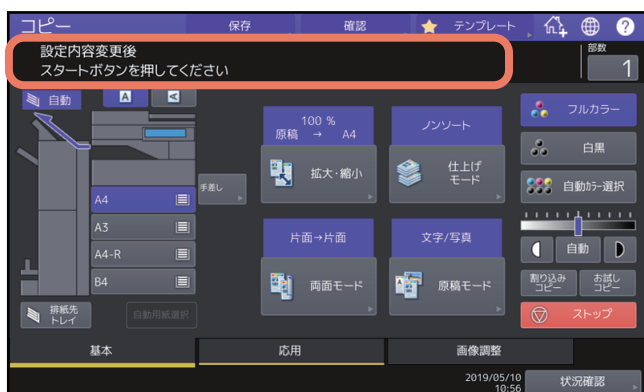 コピー
保存
確認
テンプレート
?
設定内容変更後
スタートボタンを押してください
部数
1
自動
A
A
100 %
原稿 → A4
ノンソート
フルカラー
白黒
拡大・縮小
仕上げ
モード
自動カラー選択
手差し
A4
A3
A4-R
B4
片面→片面
文字/写真
自動
両面モード
原稿モード
割り込み
コピー
お試し
コピー
排紙先
トレイ
自動用紙選択
ストップ
基本
応用
画像調整
2019/05/10
10:56
状況確認